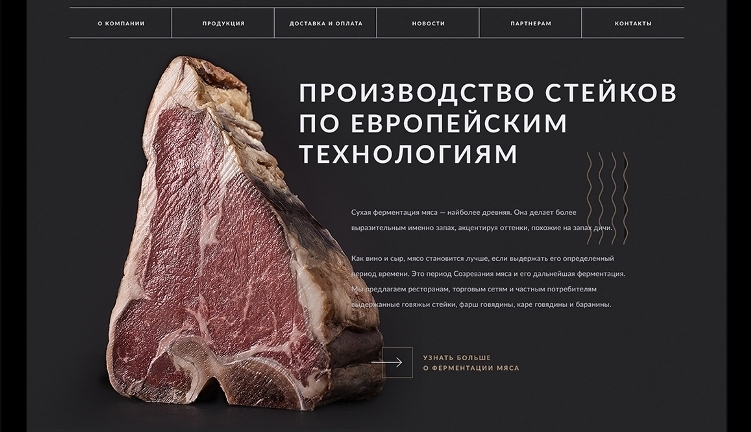 О КОМПАНИИ
ПРОДУКЦИЯ
ДОСТАВКА И ОПЛАТА
НОВОСТИ
ПАРТНЕРАМ
КОНТАКТЫ
ПРОИЗВОДСТВО СТЕЙКОВ
ПО ЕВРОПЕЙСКИМ
ТЕХНОЛОГИЯМ
Сухая ферментация мяса — наиболее древняя. Она делает более
выразительным именно запах, акцентируя оттенки, похожие на запах дичи.
Как вино и сыр, мясо становится лучше, если выдержать его определенный
период времени. Это период Созревания мяса и его дальнейшая ферментация.
Мы предлагаем ресторанам, торговым сетям и частным потребителям
выдержанные говяжьи стейки, фарш говядины, каре говядины и баранины.
УЗНАТЬ БОЛЬШЕ
О ФЕРМЕНТАЦИИ МЯСА